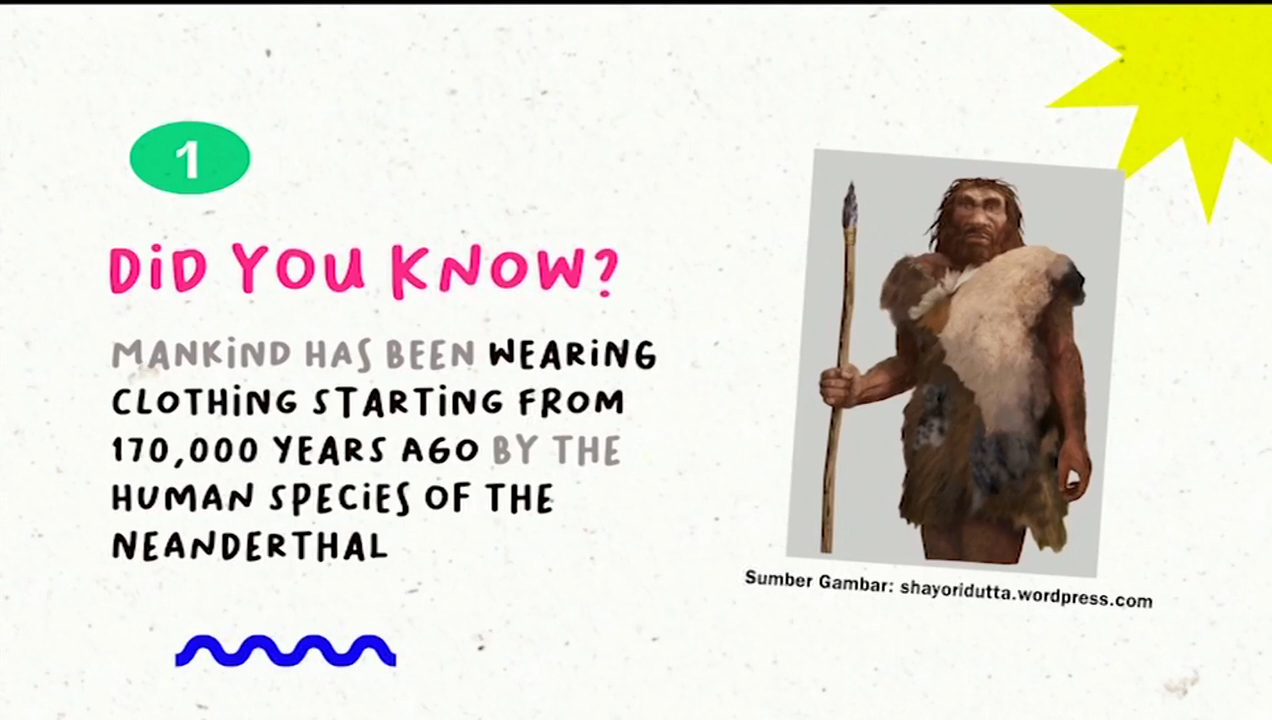 1
DiD YOU KNOW?
MANKiND HAS BEEN WEARiNG
CLOTHiNG STARTiNG FROM
170,000 YEARS AGO BY THE
HUMAN SPECiES OF THE
NEANDERTHAL
Sumber Gambar: shayoridutta.wordpress.com